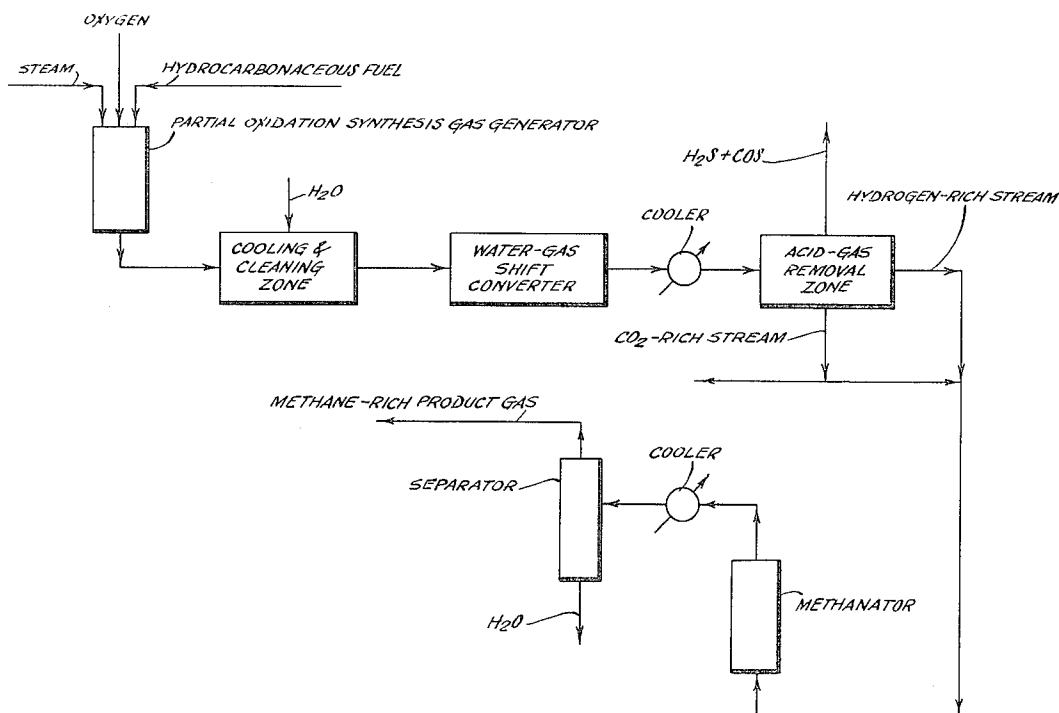 OXYGEN
STEAM
HYDROCARBONACEOUS FUEL
PARTIAL OXIDATION SYNTHESIS GAS GENERATOR
H2O
COOLING &
CLEANING
ZONE
WATER-GAS
SHIFT
CONVERTER
COOLER
H2S+COS
ACID-GAS
REMOVAL
ZONE
HYDROGEN-RICH STREAM
CO2-RICH STREAM
METHANE-RICH PRODUCT GAS
SEPARATOR
COOLER
H2O
METHANATOR